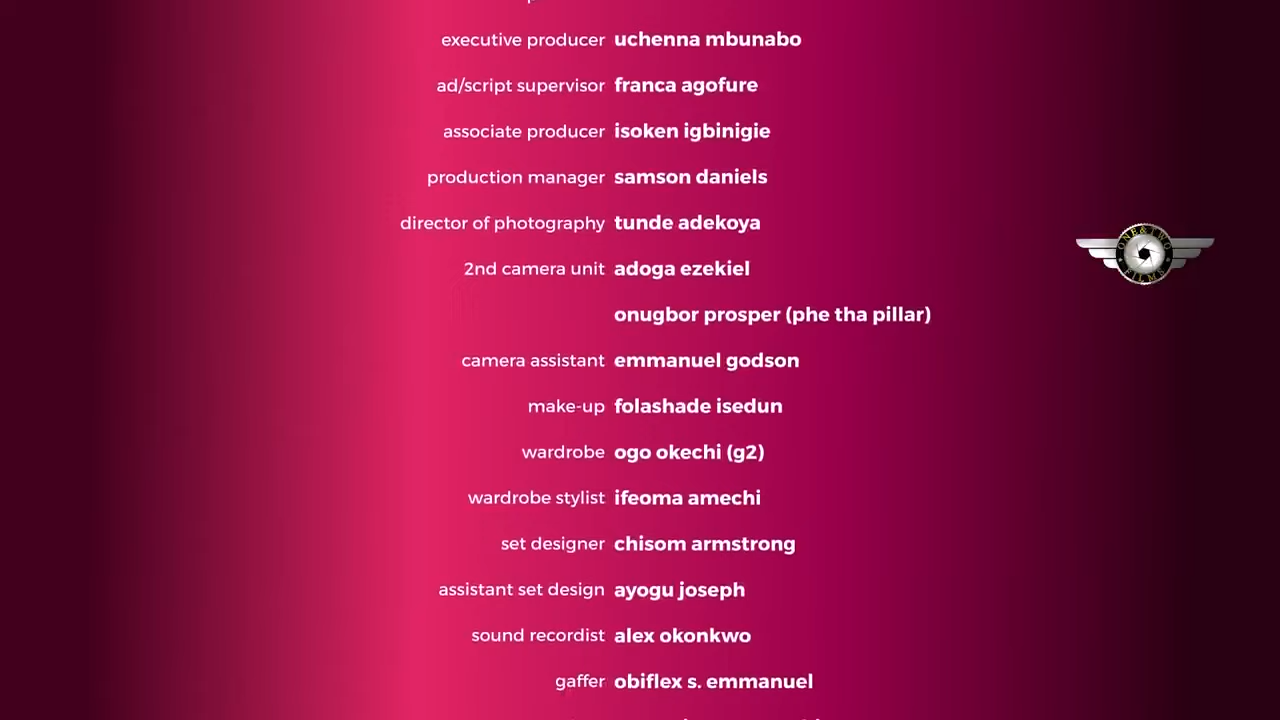 executive producer uchenna mbunabo
ad/script supervisor franca agofure
associate producer isoken igbinigie
production manager samson daniels
director of photography tunde adekoya
2nd camera unit adoga ezekiel
onugbor prosper (phe tha pillar)
ONE&TWO
FILMS
camera assistant emmanuel godson
make-up folashade isedun
wardrobe ogo okechi (g2)
wardrobe stylist ifeoma amechi
set designer chisom armstrong
assistant set design ayogu joseph
sound recordist alex okonkwo
gaffer obiflex s. emmanuel